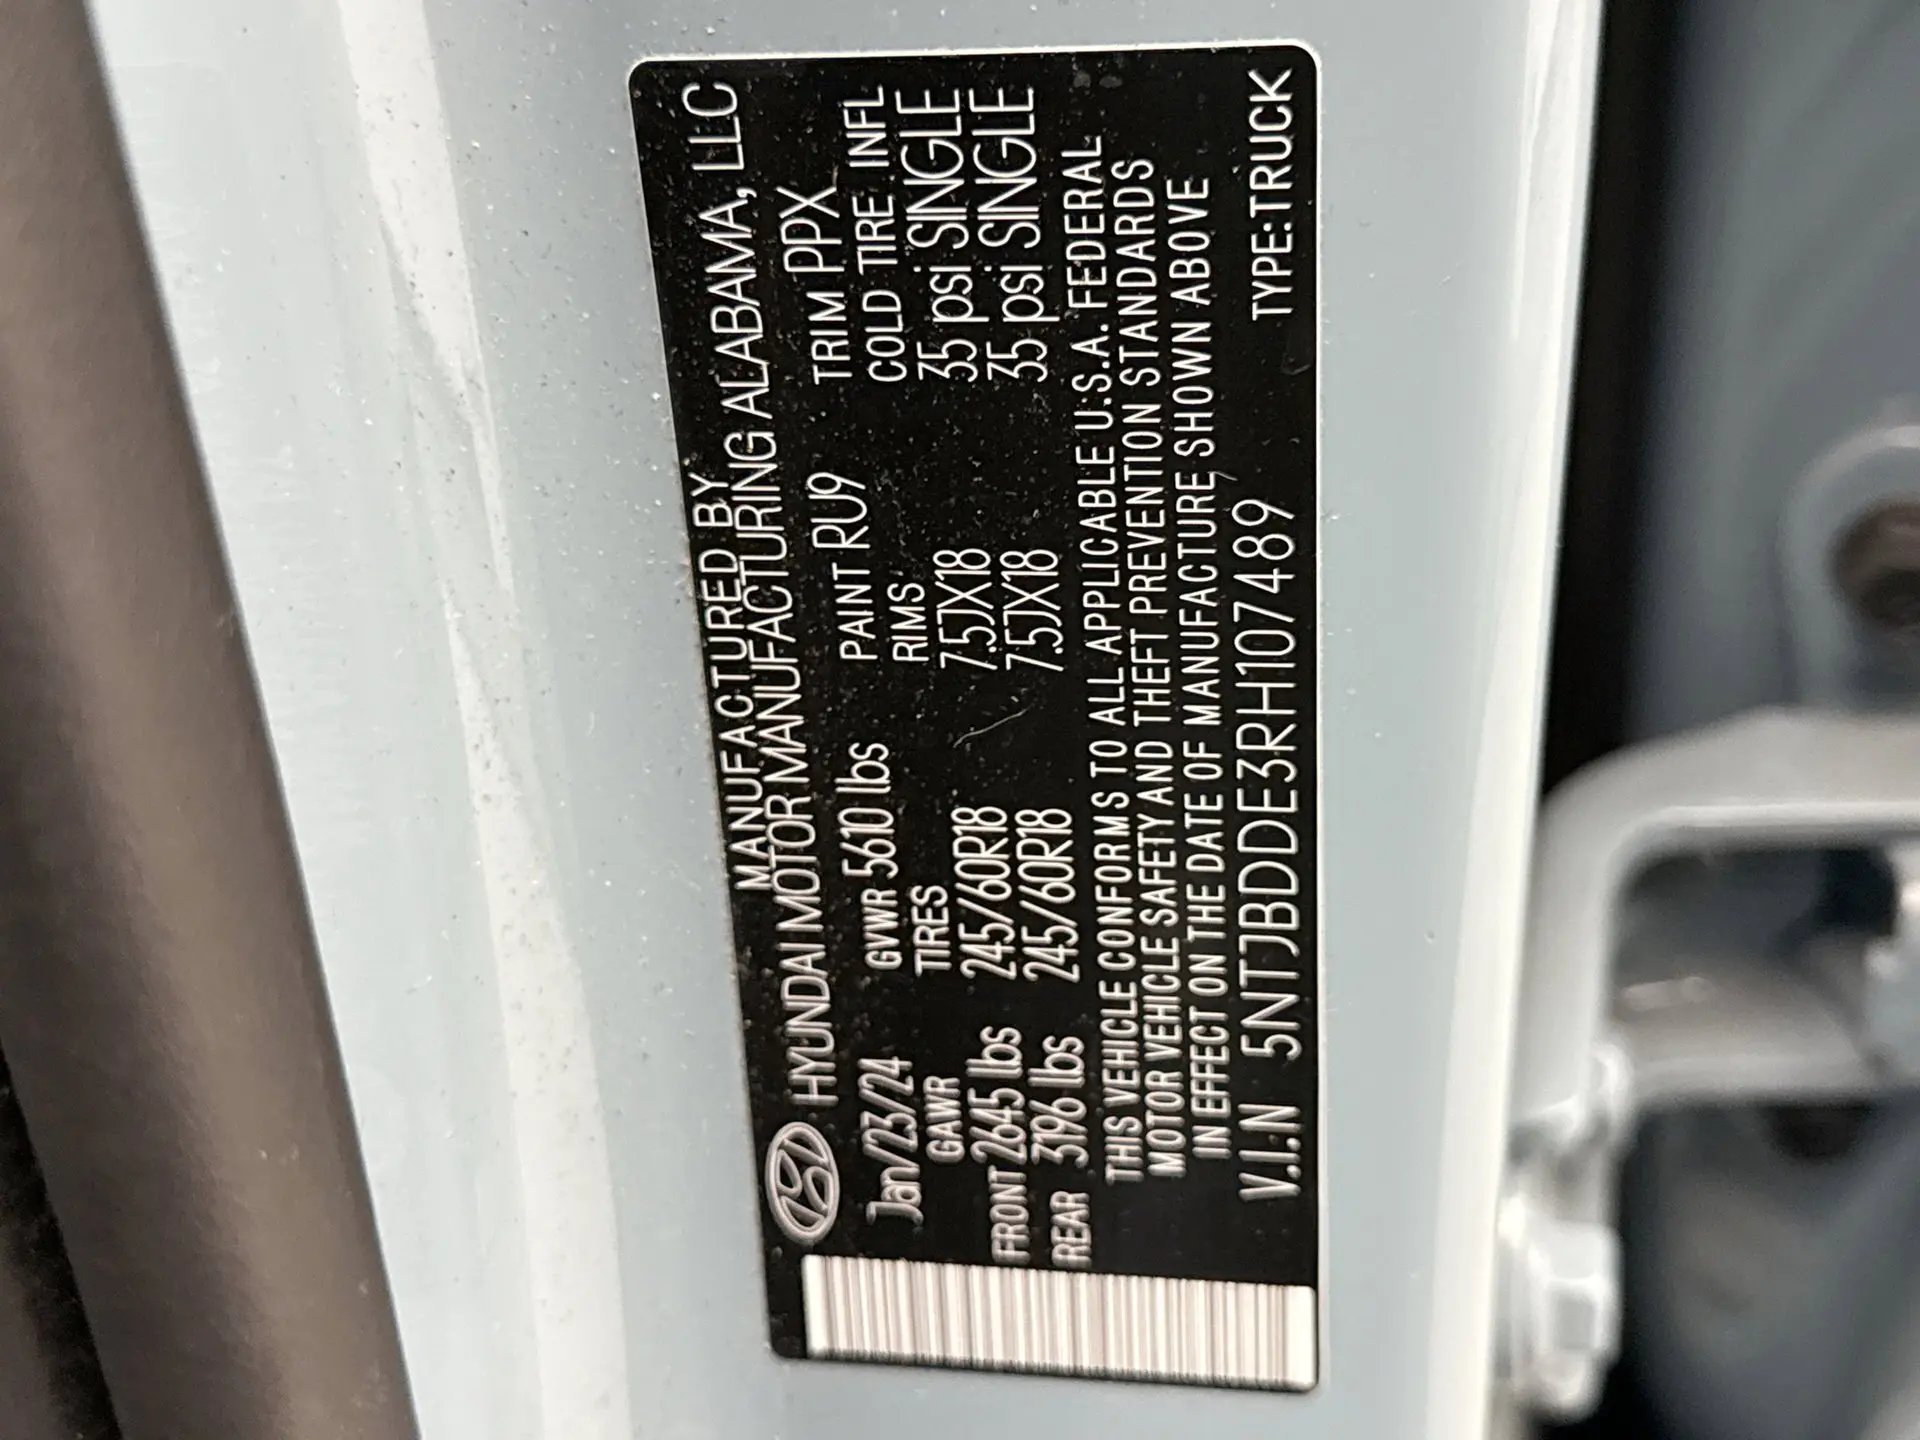 MANUFACTURED BY
HYUNDAI MOTOR MANUFACTURING ALABAMA, LLC
Jan/23/24 GVWR 5610 lbs PAINT RU9 TRIM PPX
GAWR TIRES RIMS COLD TIRE INFL
FRONT 2645 lbs 245/60R18 7.5JX18 35 psi SINGLE
REAR 3196 lbs 245/60R18 7.5JX18 35 psi SINGLE
THIS VEHICLE CONFORMS TO ALL APPLICABLE U.S.A. FEDERAL
MOTOR VEHICLE SAFETY AND THEFT PREVENTION STANDARDS
IN EFFECT ON THE DATE OF MANUFACTURE SHOWN ABOVE
V.I.N 5NTJBDDE3RH107489 TYPE:TRUCK